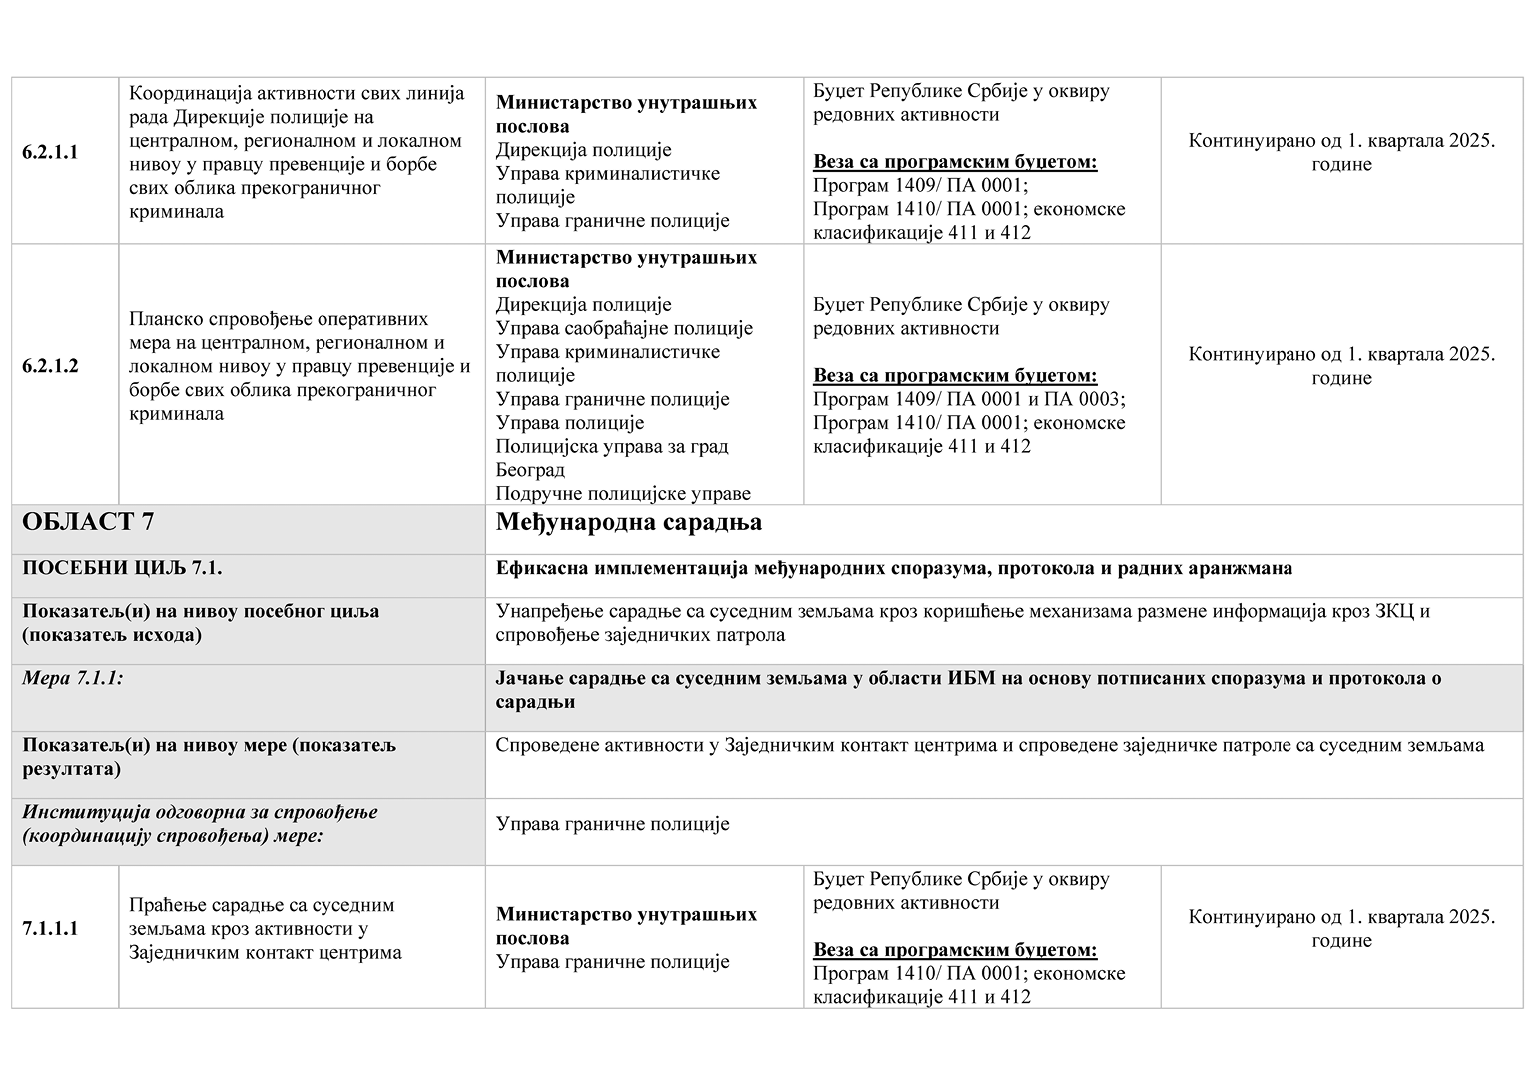 6.2.1.1
Координација активности свих линија
рада Дирекције полиције на
централном, регионалном и локалном
нивоу у правцу превенције и борбе
свих облика прекограничног
криминала
Министарство унутрашњих
послова
Дирекција полиције
Управа криминалистичке
полиције
Управа граничне полиције
Буџет Републике Србије у оквиру
редовних активности
Веза са програмским буџетом:
Програм 1409/ ПА 0001;
Програм 1410/ ПА 0001; економске
класификације 411 и 412
Континуирано од 1. квартала 2025.
године
6.2.1.2
Планско спровођење оперативних
мера на централном, регионалном и
локалном нивоу у правцу превенције и
борбе свих облика прекограничног
криминала
Министарство унутрашњих
послова
Дирекција полиције
Управа саобраћајне полиције
Управа криминалистичке
полиције
Управа граничне полиције
Управа полиције
Полицијска управа за град
Београд
Подручне полицијске управе
Буџет Републике Србије у оквиру
редовних активности
Веза са програмским буџетом:
Програм 1409/ ПА 0001 и ПА 0003;
Програм 1410/ ПА 0001; економске
класификације 411 и 412
Континуирано од 1. квартала 2025.
године
ОБЛАСТ 7
Међународна сарадња
ПОСЕБНИ ЦИЉ 7.1.
Ефикасна имплементација међународних споразума, протокола и радних аранжмана
Показатељ(и) на нивоу посебног циља
(показатељ исхода)
Унапређење сарадње са суседним земљама кроз коришћење механизама размене информација кроз ЗКЦ и
спровођење заједничких патрола
Мера 7.1.1:
Јачање сарадње са суседним земљама у области ИБМ на основу потписаних споразума и протокола о
сарадњи
Показатељ(и) на нивоу мере (показатељ
резултата)
Спроведене активности у Заједничким контакт центрима и спроведене заједничке патроле са суседним земљама
Институција одговорна за спровођење
(координацију спровођења) мере:
Управа граничне полиције
7.1.1.1
Праћење сарадње са суседним
земљама кроз активности у
Заједничким контакт центрима
Министарство унутрашњих
послова
Управа граничне полиције
Буџет Републике Србије у оквиру
редовних активности
Веза са програмским буџетом:
Програм 1410/ ПА 0001; економске
класификације 411 и 412
Континуирано од 1. квартала 2025.
године